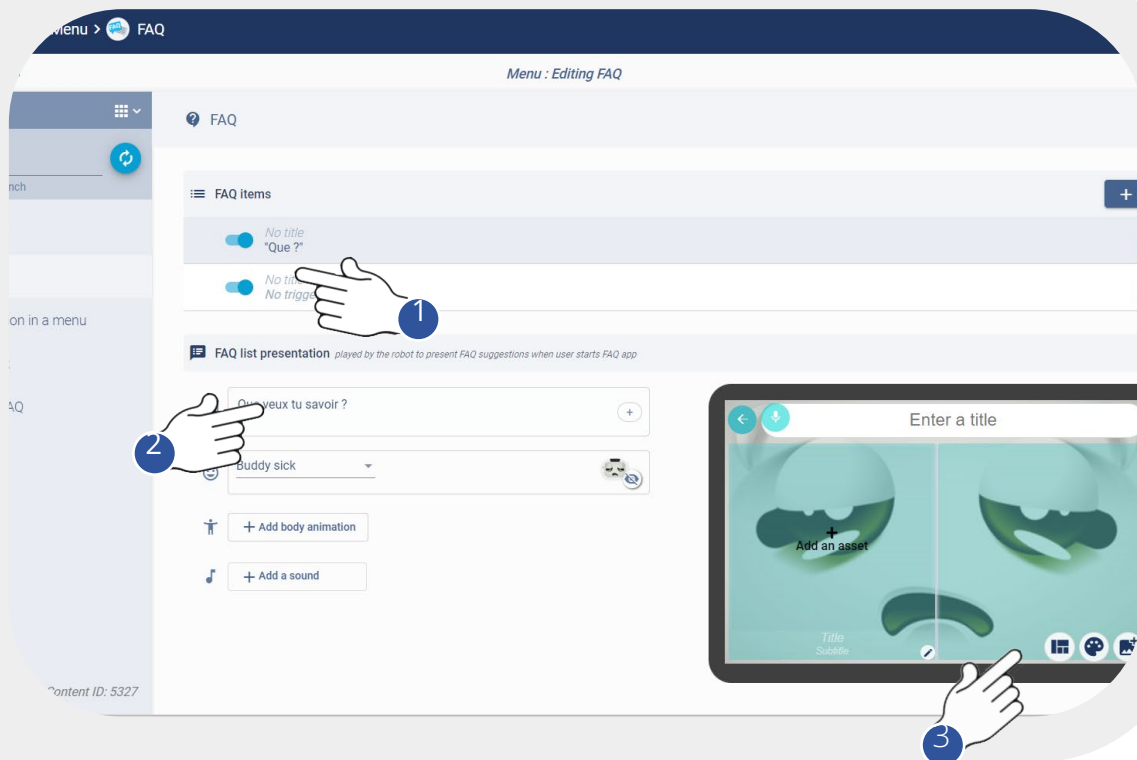 Menu > FAQ
Menu : Editing FAQ
FAQ
nch
FAQ items
No title
"Que ?"
No title
No trigge
1
on in a menu
FAQ list presentation played by the robot to present FAQ suggestions when user starts FAQ app
AQ
Que veux tu savoir ?
+
2
Buddy sick
+ Add body animation
+ Add a sound
Enter a title
+
Add an asset
Title
Subtitle
Content ID: 5327
3